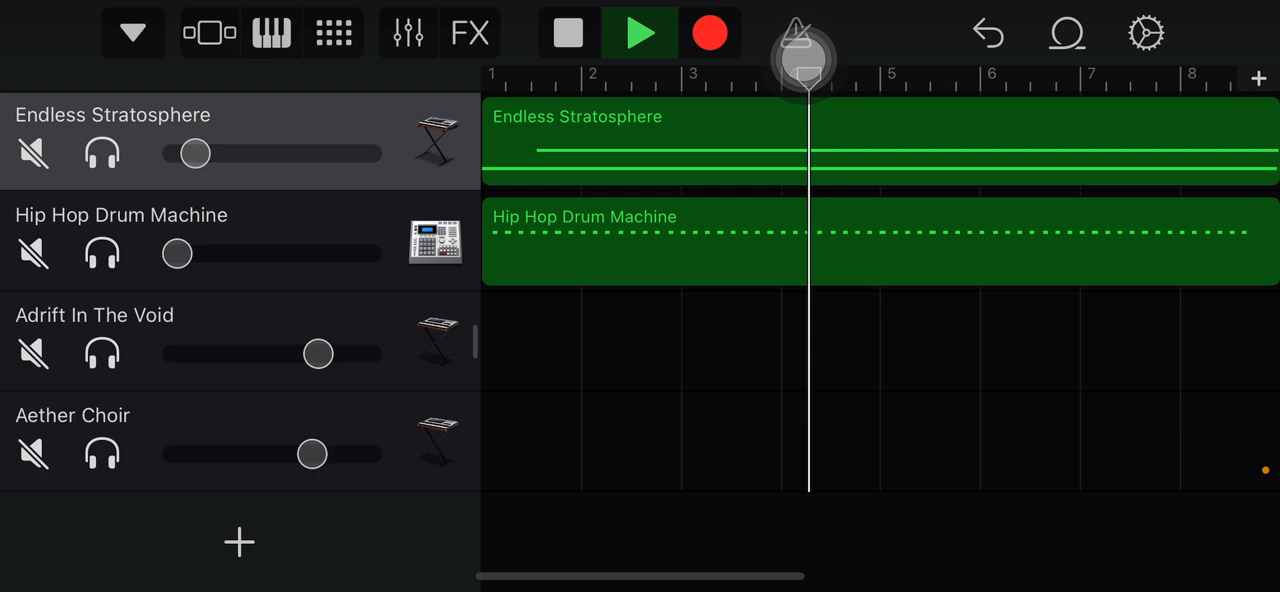 FX
1 2 3 5 6 7 8
Endless Stratosphere
Endless Stratosphere
Hip Hop Drum Machine
Hip Hop Drum Machine
Adrift In The Void
Aether Choir